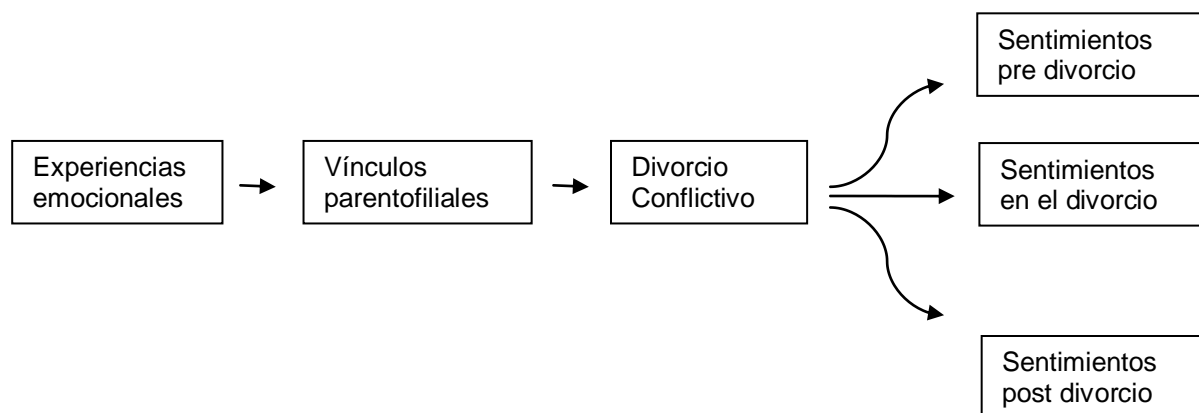 Sentimientos
pre divorcio
Experiencias
emocionales
Vínculos
parentofiliales
Divorcio
Conflictivo
Sentimientos
en el divorcio
Sentimientos
post divorcio